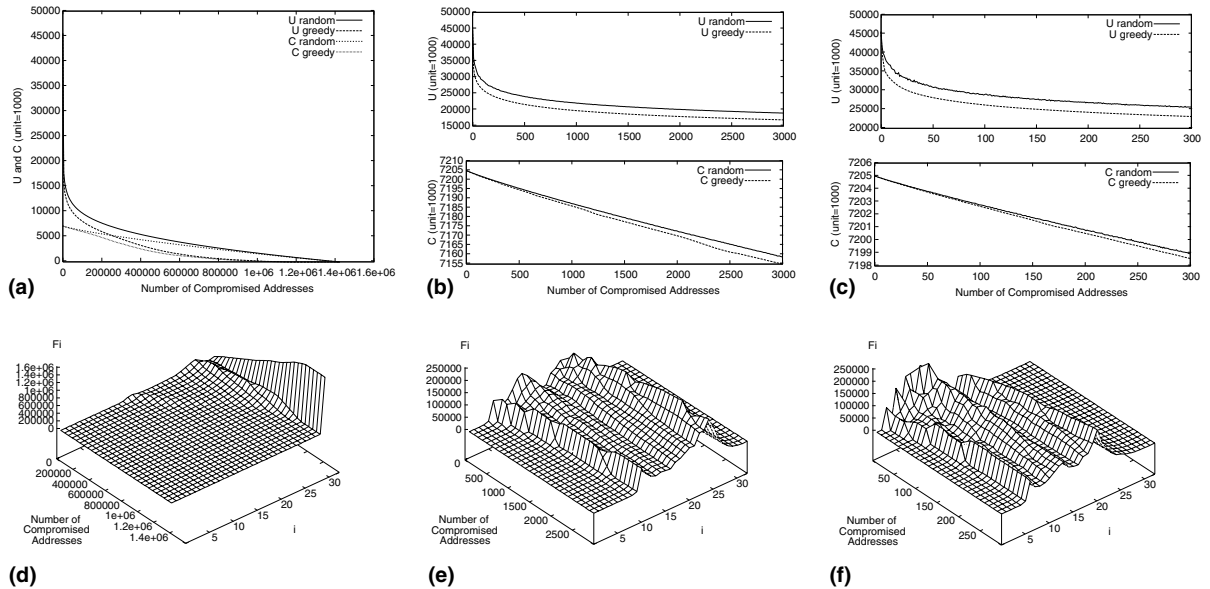 50000
45000
40000
35000
30000
25000
20000
15000
10000
5000
0
U and C (unit=1000)
U random
U greedy
C random
C greedy
0 200000 400000 600000 800000 1e+06 1.2e+06 1.4e+06 1.6e+06
Number of Compromised Addresses
(a)
50000
45000
40000
35000
30000
25000
20000
15000
U (unit=1000)
U random
U greedy
0 500 1000 1500 2000 2500 3000
7210
7205
7200
7195
7190
7185
7180
7175
7170
7165
7160
7155
C (unit=1000)
C random
C greedy
0 500 1000 1500 2000 2500 3000
Number of Compromised Addresses
(b)
50000
45000
40000
35000
30000
25000
20000
U (unit=1000)
U random
U greedy
0 50 100 150 200 250 300
7206
7205
7204
7203
7202
7201
7200
7199
7198
C (unit=1000)
C random
C greedy
0 50 100 150 200 250 300
Number of Compromised Addresses
(c)
Fi
1.6e+06
1.4e+06
1.2e+06
1e+06
800000
600000
400000
200000
0
0
200000
400000
600000
800000
1e+06
1.2e+06
1.4e+06
Number of
Compromised
Addresses
5 10 15 20 25 30
i
(d)
Fi
250000
200000
150000
100000
50000
0
0
500
1000
1500
2000
2500
Number of
Compromised
Addresses
5 10 15 20 25 30
i
(e)
Fi
250000
200000
150000
100000
50000
0
0
50
100
150
200
250
Number of
Compromised
Addresses
5 10 15 20 25 30
i
(f)